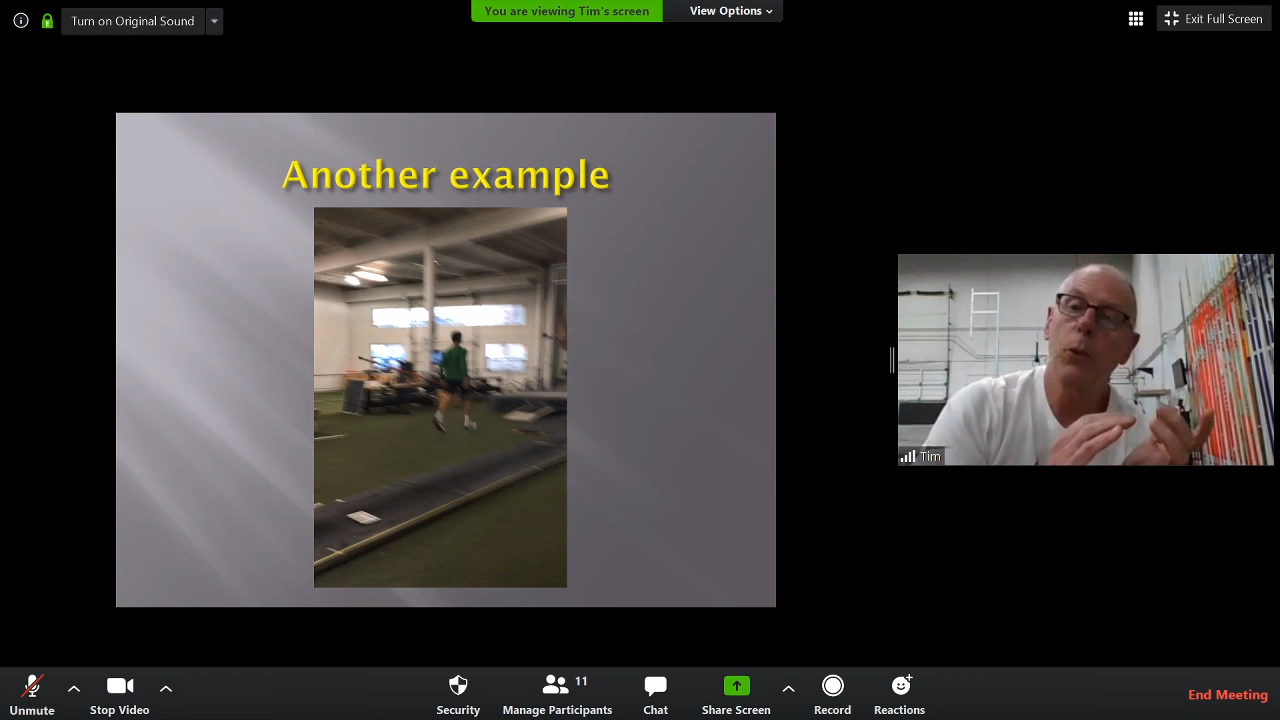 Turn on Original Sound
You are viewing Tim's screen
View Options
Exit Full Screen
Another example
Tim
Unmute
Stop Video
Security
Manage Participants
11
Chat
Share Screen
Record
Reactions
End Meeting